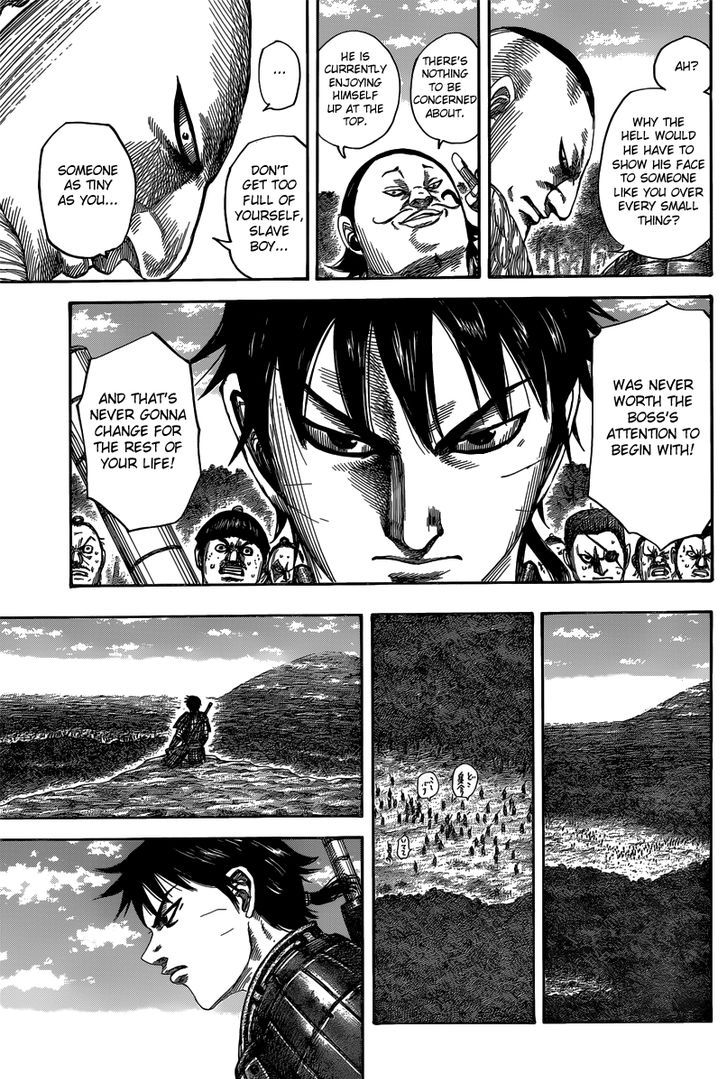 AH?
WHY THE
HELL WOULD
HE HAVE TO
SHOW HIS FACE
TO SOMEONE
LIKE YOU OVER
EVERY SMALL
THING?
THERE'S
NOTHING
TO BE
CONCERNED
ABOUT.
HE IS
CURRENTLY
ENJOYING
HIMSELF
UP AT THE
TOP.
...
DON'T
GET TOO
FULL OF
YOURSELF,
SLAVE
BOY...
SOMEONE
AS TINY
AS YOU...
WAS NEVER
WORTH THE
BOSS'S
ATTENTION TO
BEGIN WITH!
AND THAT'S
NEVER GONNA
CHANGE FOR
THE REST OF
YOUR LIFE!